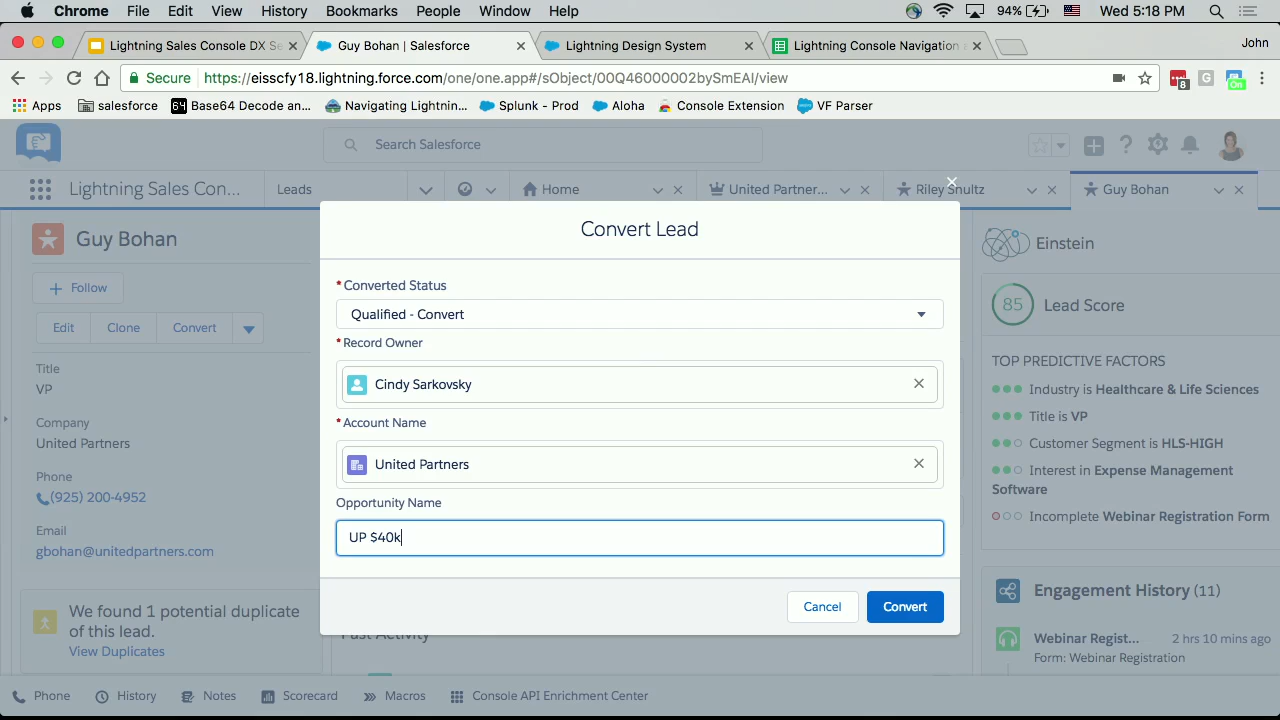 Chrome File Edit View History Bookmarks People Window Help 94% Wed 5:18 PM
Lightning Sales Console DX Se Guy Bohan | Salesforce Lightning Design System Lightning Console Navigation John
Secure https://eisscfy18.lightning.force.com/one/one.app#/sObject/00Q46000002bySmEAI/view 8 G On
Apps salesforce 64 Base64 Decode an... Navigating Lightnin... Splunk - Prod Aloha Console Extension VF Parser
Search Salesforce
Lightning Sales Con... Leads Home United Partner... Riley Shultz Guy Bohan
Guy Bohan
Follow
Edit Clone Convert
Title
VP
Company
United Partners
Phone
(925) 200-4952
Email
gbohan@unitedpartners.com
We found 1 potential duplicate
of this lead.
View Duplicates
Convert Lead
* Converted Status
Qualified - Convert
* Record Owner
Cindy Sarkovsky
* Account Name
United Partners
Opportunity Name
UP $40k
Cancel Convert
Past Activity
Einstein
85 Lead Score
TOP PREDICTIVE FACTORS
Industry is Healthcare & Life Sciences
Title is VP
Customer Segment is HLS-HIGH
Interest in Expense Management
Software
Incomplete Webinar Registration Form
Engagement History (11)
Webinar Regist... 2 hrs 10 mins ago
Form: Webinar Registration
Phone History Notes Scorecard Macros Console API Enrichment Center